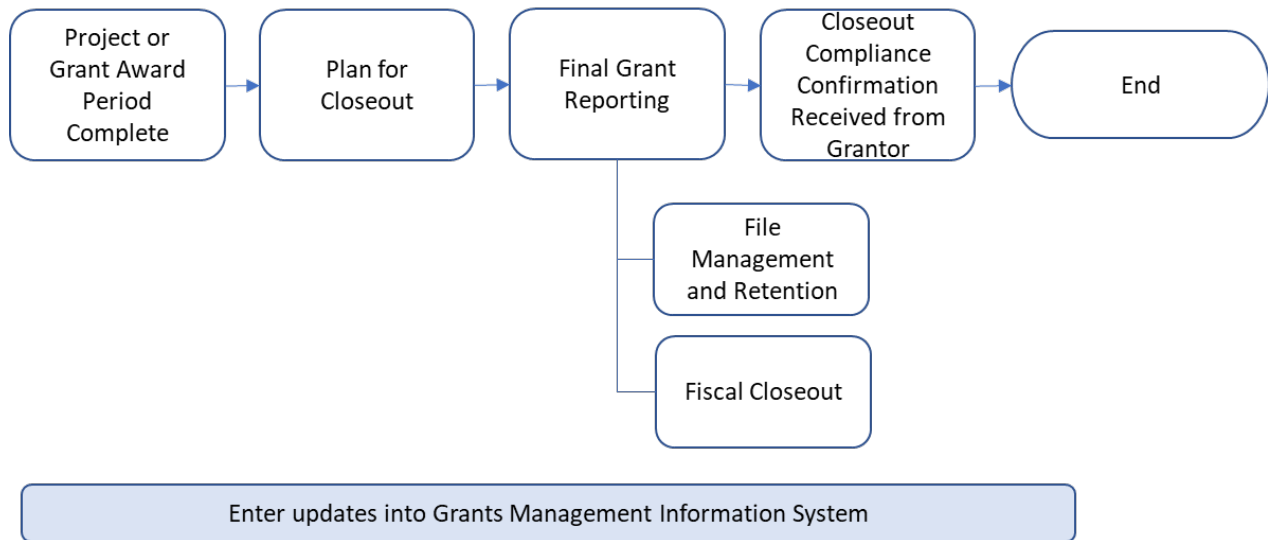 Project or
Grant Award
Period
Complete
Plan for
Closeout
Final Grant
Reporting
Closeout
Compliance
Confirmation
Received from
Grantor
End
File
Management
and Retention
Fiscal Closeout
Enter updates into Grants Management Information System